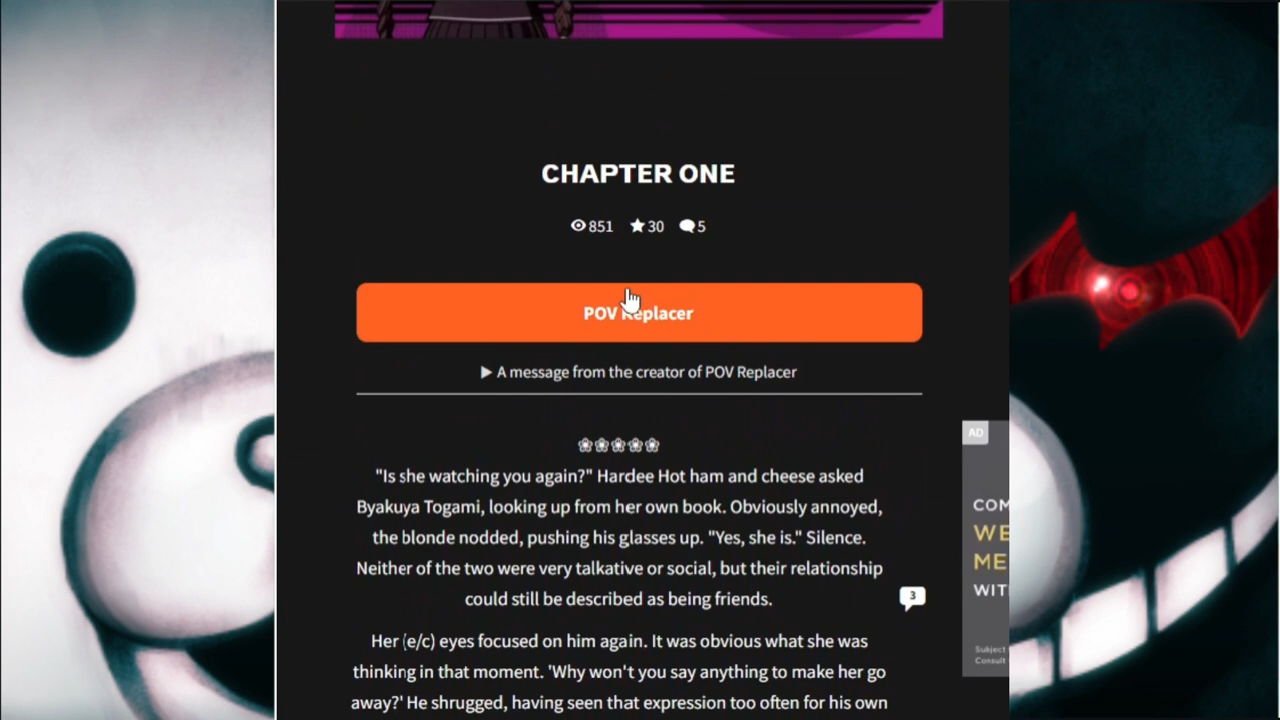 CHAPTER ONE
851 30 5
POV Replacer
▶ A message from the creator of POV Replacer
❀❀❀❀❀
"Is she watching you again?" Hardee Hot ham and cheese asked
Byakuya Togami, looking up from her own book. Obviously annoyed,
the blonde nodded, pushing his glasses up. "Yes, she is." Silence.
Neither of the two were very talkative or social, but their relationship
could still be described as being friends.
3
Her (e/c) eyes focused on him again. It was obvious what she was
thinking in that moment. 'Why won't you say anything to make her go
away?' He shrugged, having seen that expression too often for his own
AD
COM
WE
ME
WIT
Subject
Consult